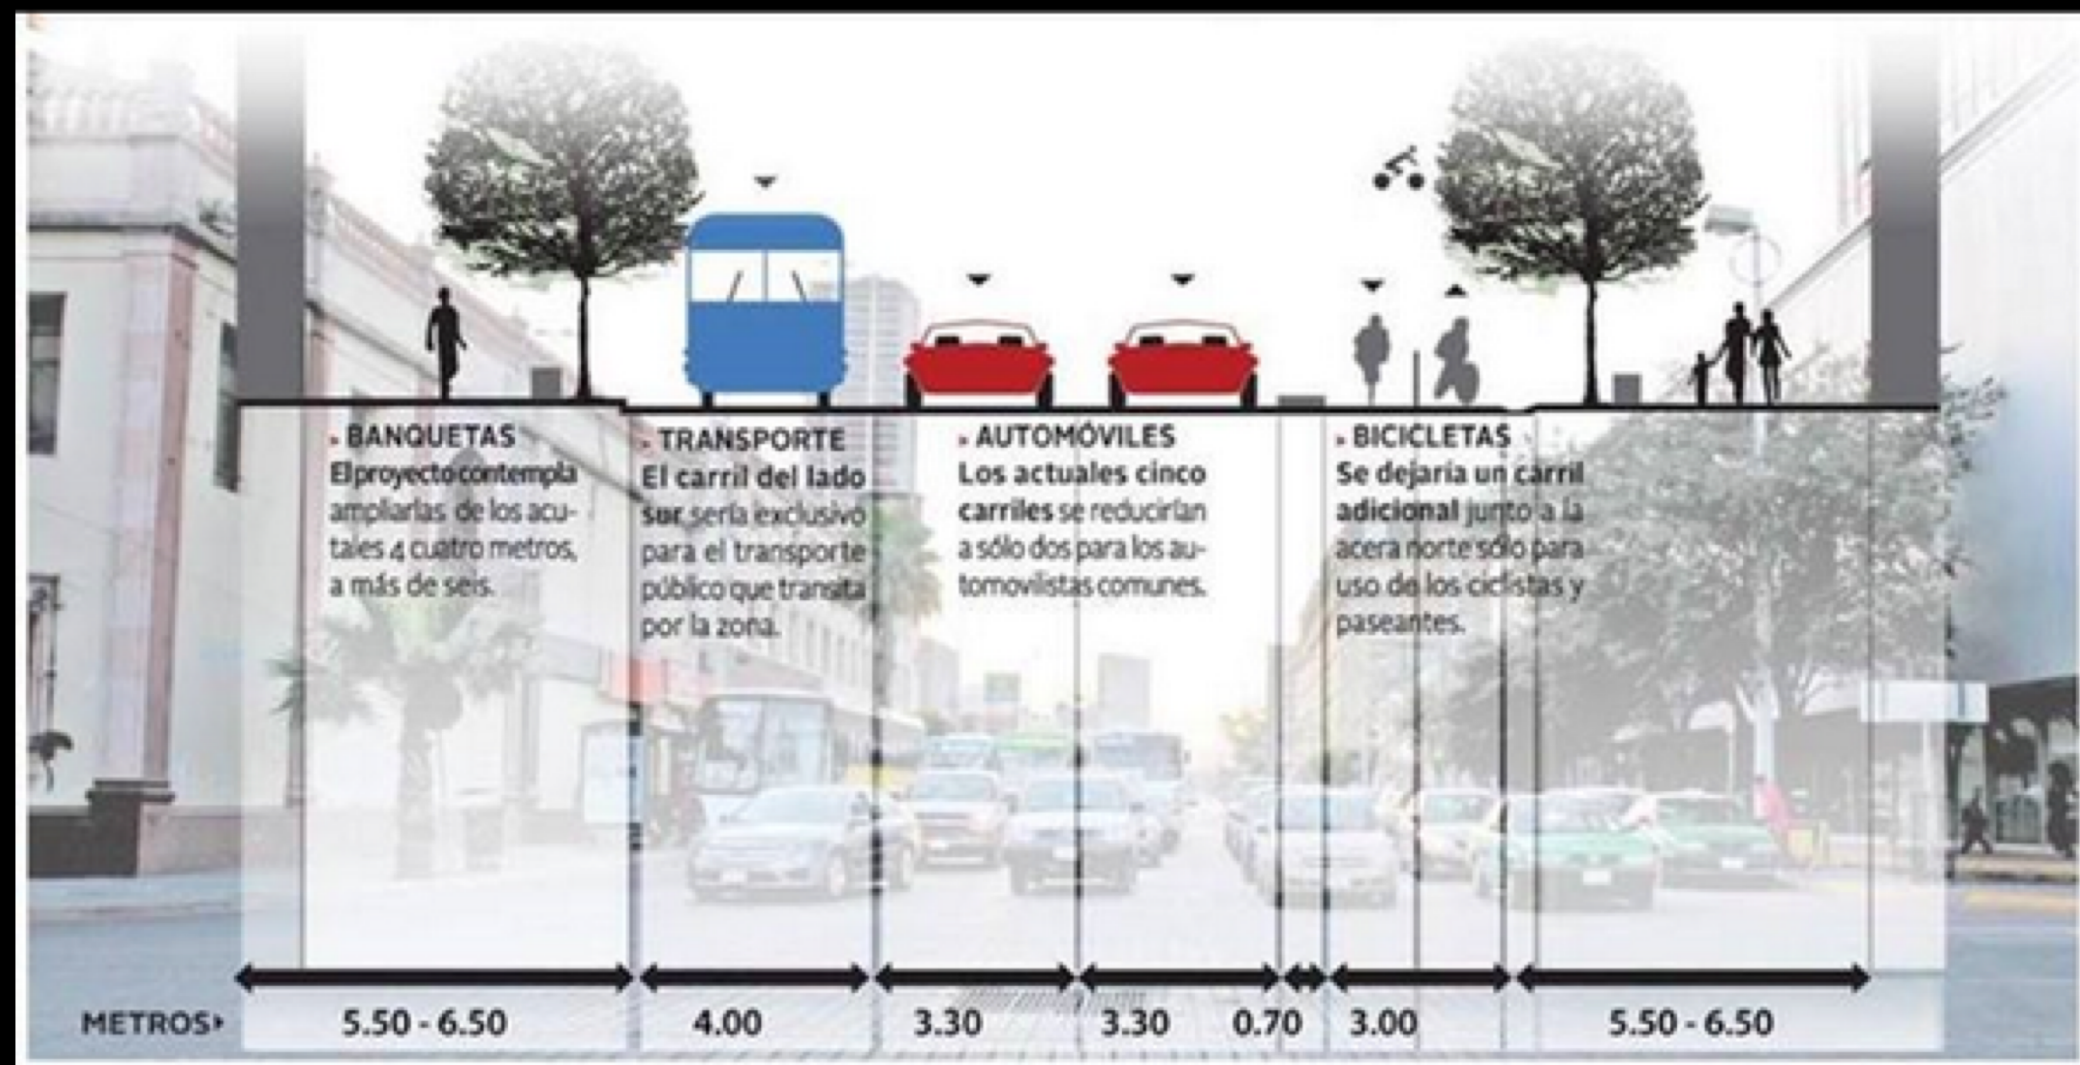 BANQUETAS
El proyecto contempla
ampliarlas de los acu-
tales 4 cuatro metros,
a más de seis.
TRANSPORTE
El carril del lado
sur sería exclusivo
para el transporte
público que transita
por la zona.
AUTOMÓVILES
Los actuales cinco
carriles se reducirían
a sólo dos para los au-
tomovilistas comunes.
BICICLETAS
Se dejaría un carril
adicional junto a la
acera norte sólo para
uso de los ciclistas y
paseantes.
METROS 5.50 - 6.50 4.00 3.30 3.30 0.70 3.00 5.50 - 6.50